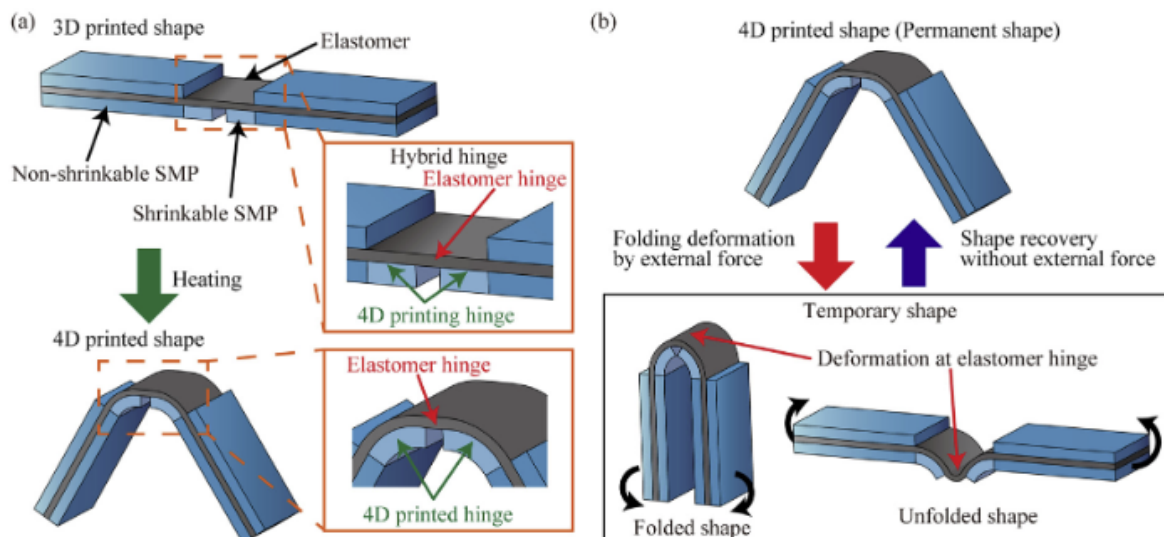 (a)
3D printed shape
Elastomer
Non-shrinkable SMP
Shrinkable SMP
Hybrid hinge
Elastomer hinge
4D printing hinge
Heating
4D printed shape
Elastomer hinge
4D printed hinge
(b)
4D printed shape (Permanent shape)
Folding deformation
by external force
Shape recovery
without external force
Temporary shape
Deformation at elastomer hinge
Folded shape
Unfolded shape